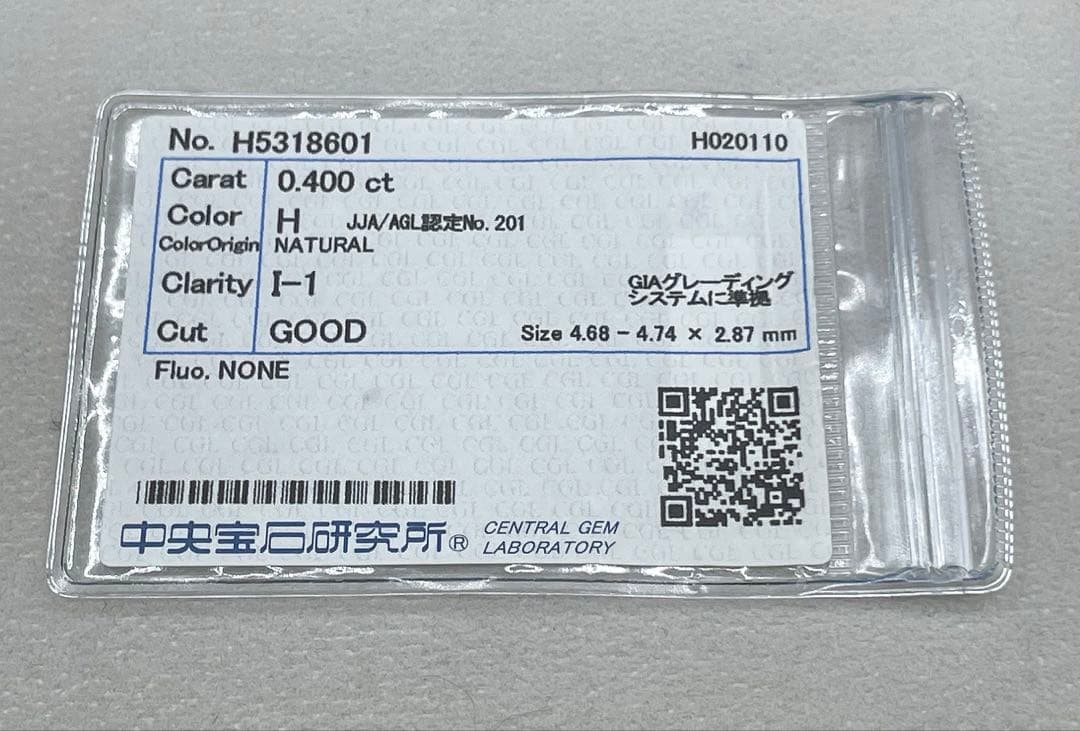 No. H5318601 H020110
Carat 0.400 ct
Color H JJA/AGL認定No.201
ColorOrigin NATURAL
Clarity I-1 GIAグレーディング
システムに準拠
Cut GOOD Size 4.68 - 4.74 × 2.87 mm
Fluo. NONE
中央宝石研究所® CENTRAL GEM
LABORATORY